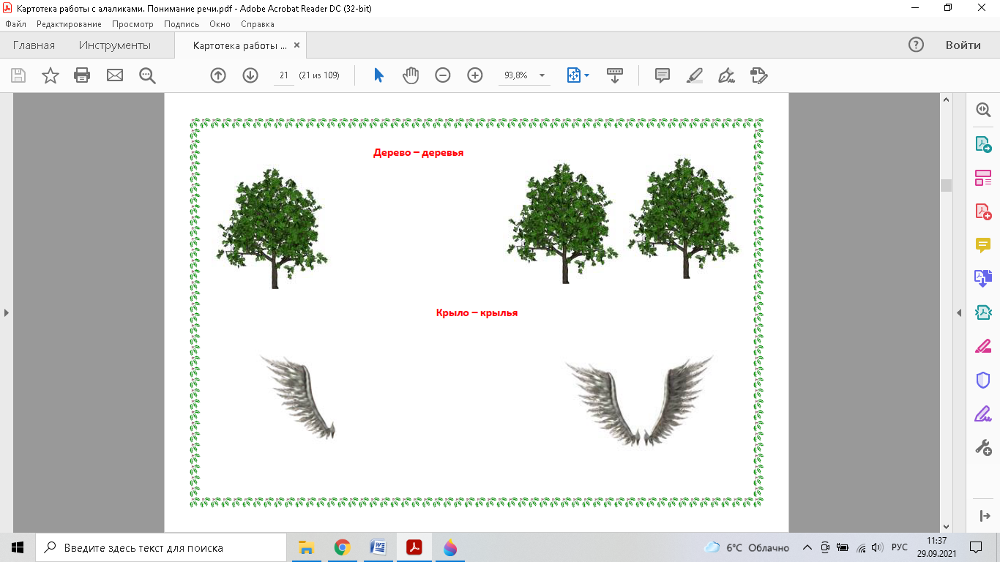 Картотека работы с алаликами. Понимание речи.pdf - Adobe Acrobat Reader DC (32-bit)
Файл Редактирование Просмотр Подпись Окно Справка
Главная Инструменты Картотека работы ... × Войти
21 (21 из 109) 93,8%
Дерево – деревья
Крыло – крылья
Введите здесь текст для поиска
6°C Облачно
РУС
11:37
29.09.2021